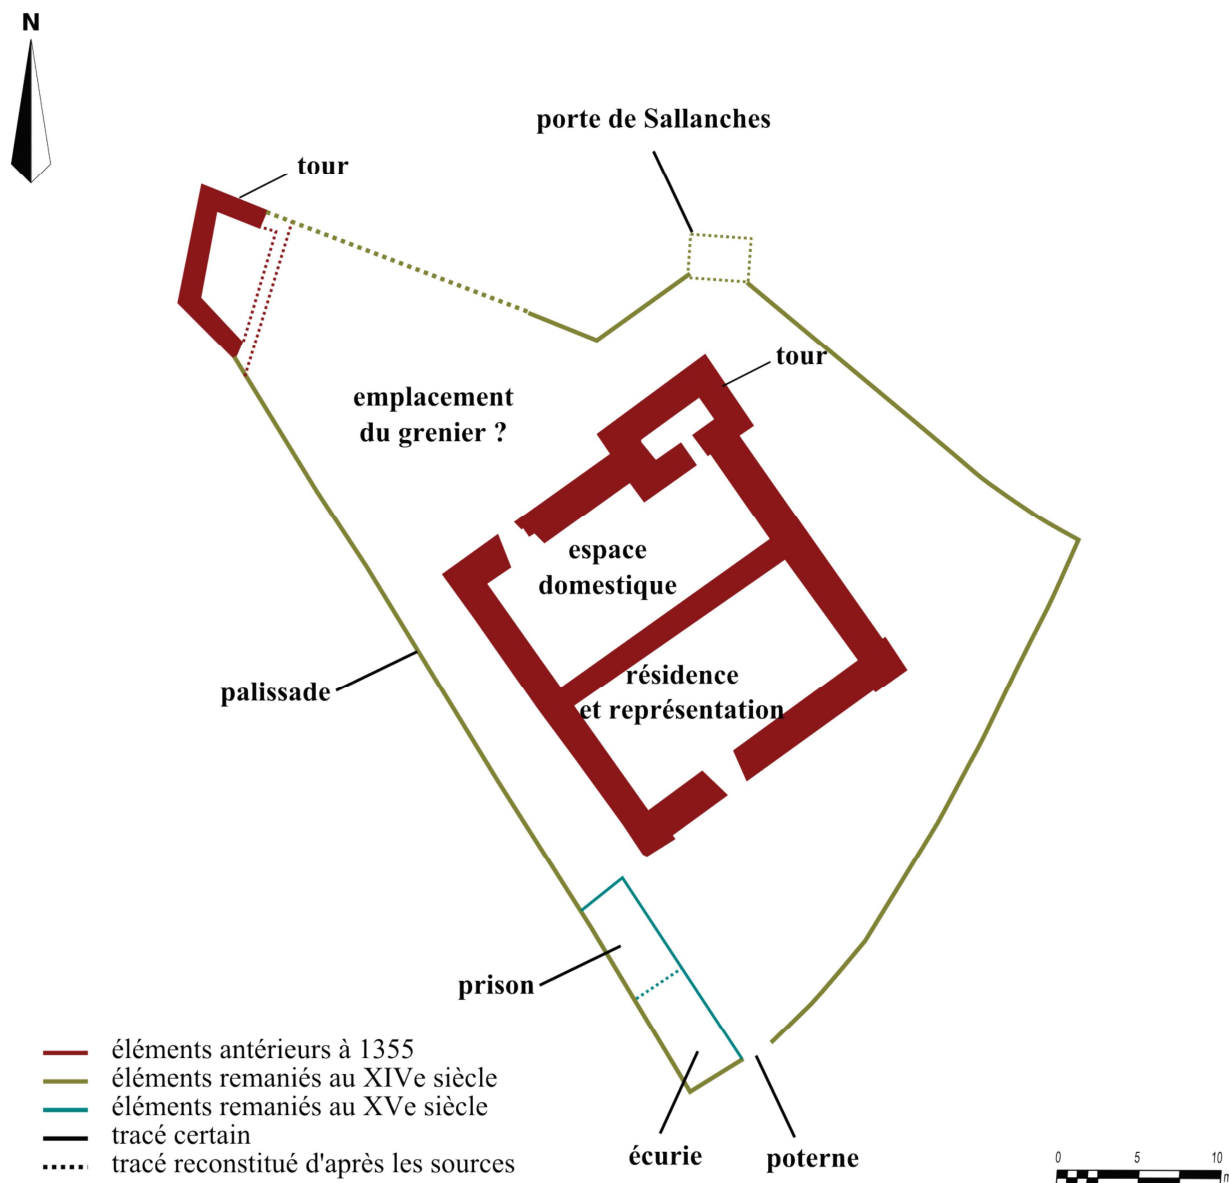 N
porte de Sallanches
tour
tour
emplacement
du grenier ?
espace
domestique
résidence
et représentation
palissade
prison
écurie
poterne
éléments antérieurs à 1355
éléments remaniés au XIVe siècle
éléments remaniés au XVe siècle
tracé certain
tracé reconstitué d'après les sources
0 5 10
m